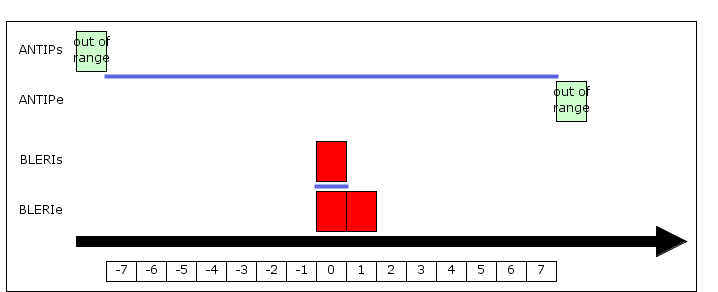 ANTIPs
out of
range
ANTIPe
out of
range
BLERIs
BLERIe
-7 -6 -5 -4 -3 -2 -1 0 1 2 3 4 5 6 7